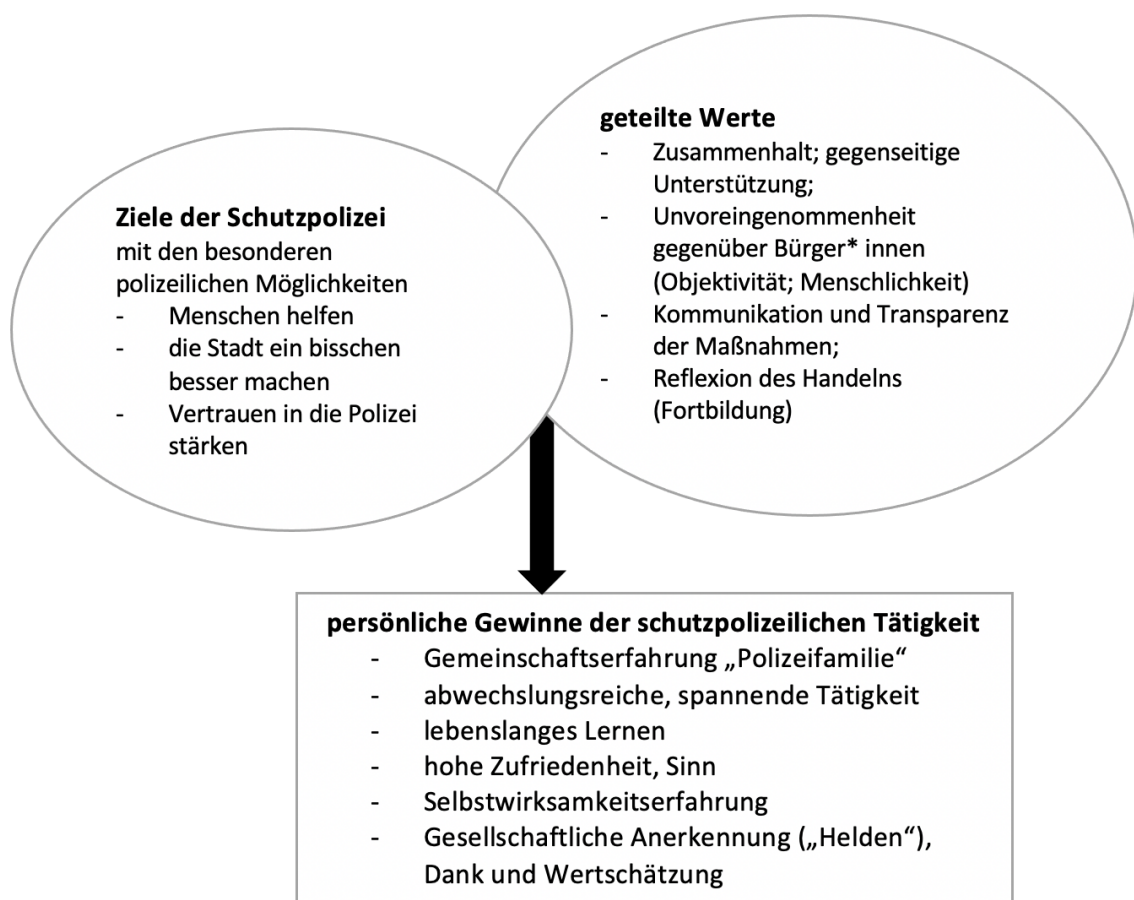 Ziele der Schutzpolizei
mit den besonderen
polizeilichen Möglichkeiten
- Menschen helfen
- die Stadt ein bisschen
besser machen
- Vertrauen in die Polizei
stärken
geteilte Werte
- Zusammenhalt; gegenseitige
Unterstützung;
- Unvoreingenommenheit
gegenüber Bürger* innen
(Objektivität; Menschlichkeit)
- Kommunikation und Transparenz
der Maßnahmen;
- Reflexion des Handelns
(Fortbildung)
persönliche Gewinne der schutzpolizeilichen Tätigkeit
- Gemeinschaftserfahrung „Polizeifamilie“
- abwechslungsreiche, spannende Tätigkeit
- lebenslanges Lernen
- hohe Zufriedenheit, Sinn
- Selbstwirksamkeitserfahrung
- Gesellschaftliche Anerkennung („Helden“),
Dank und Wertschätzung